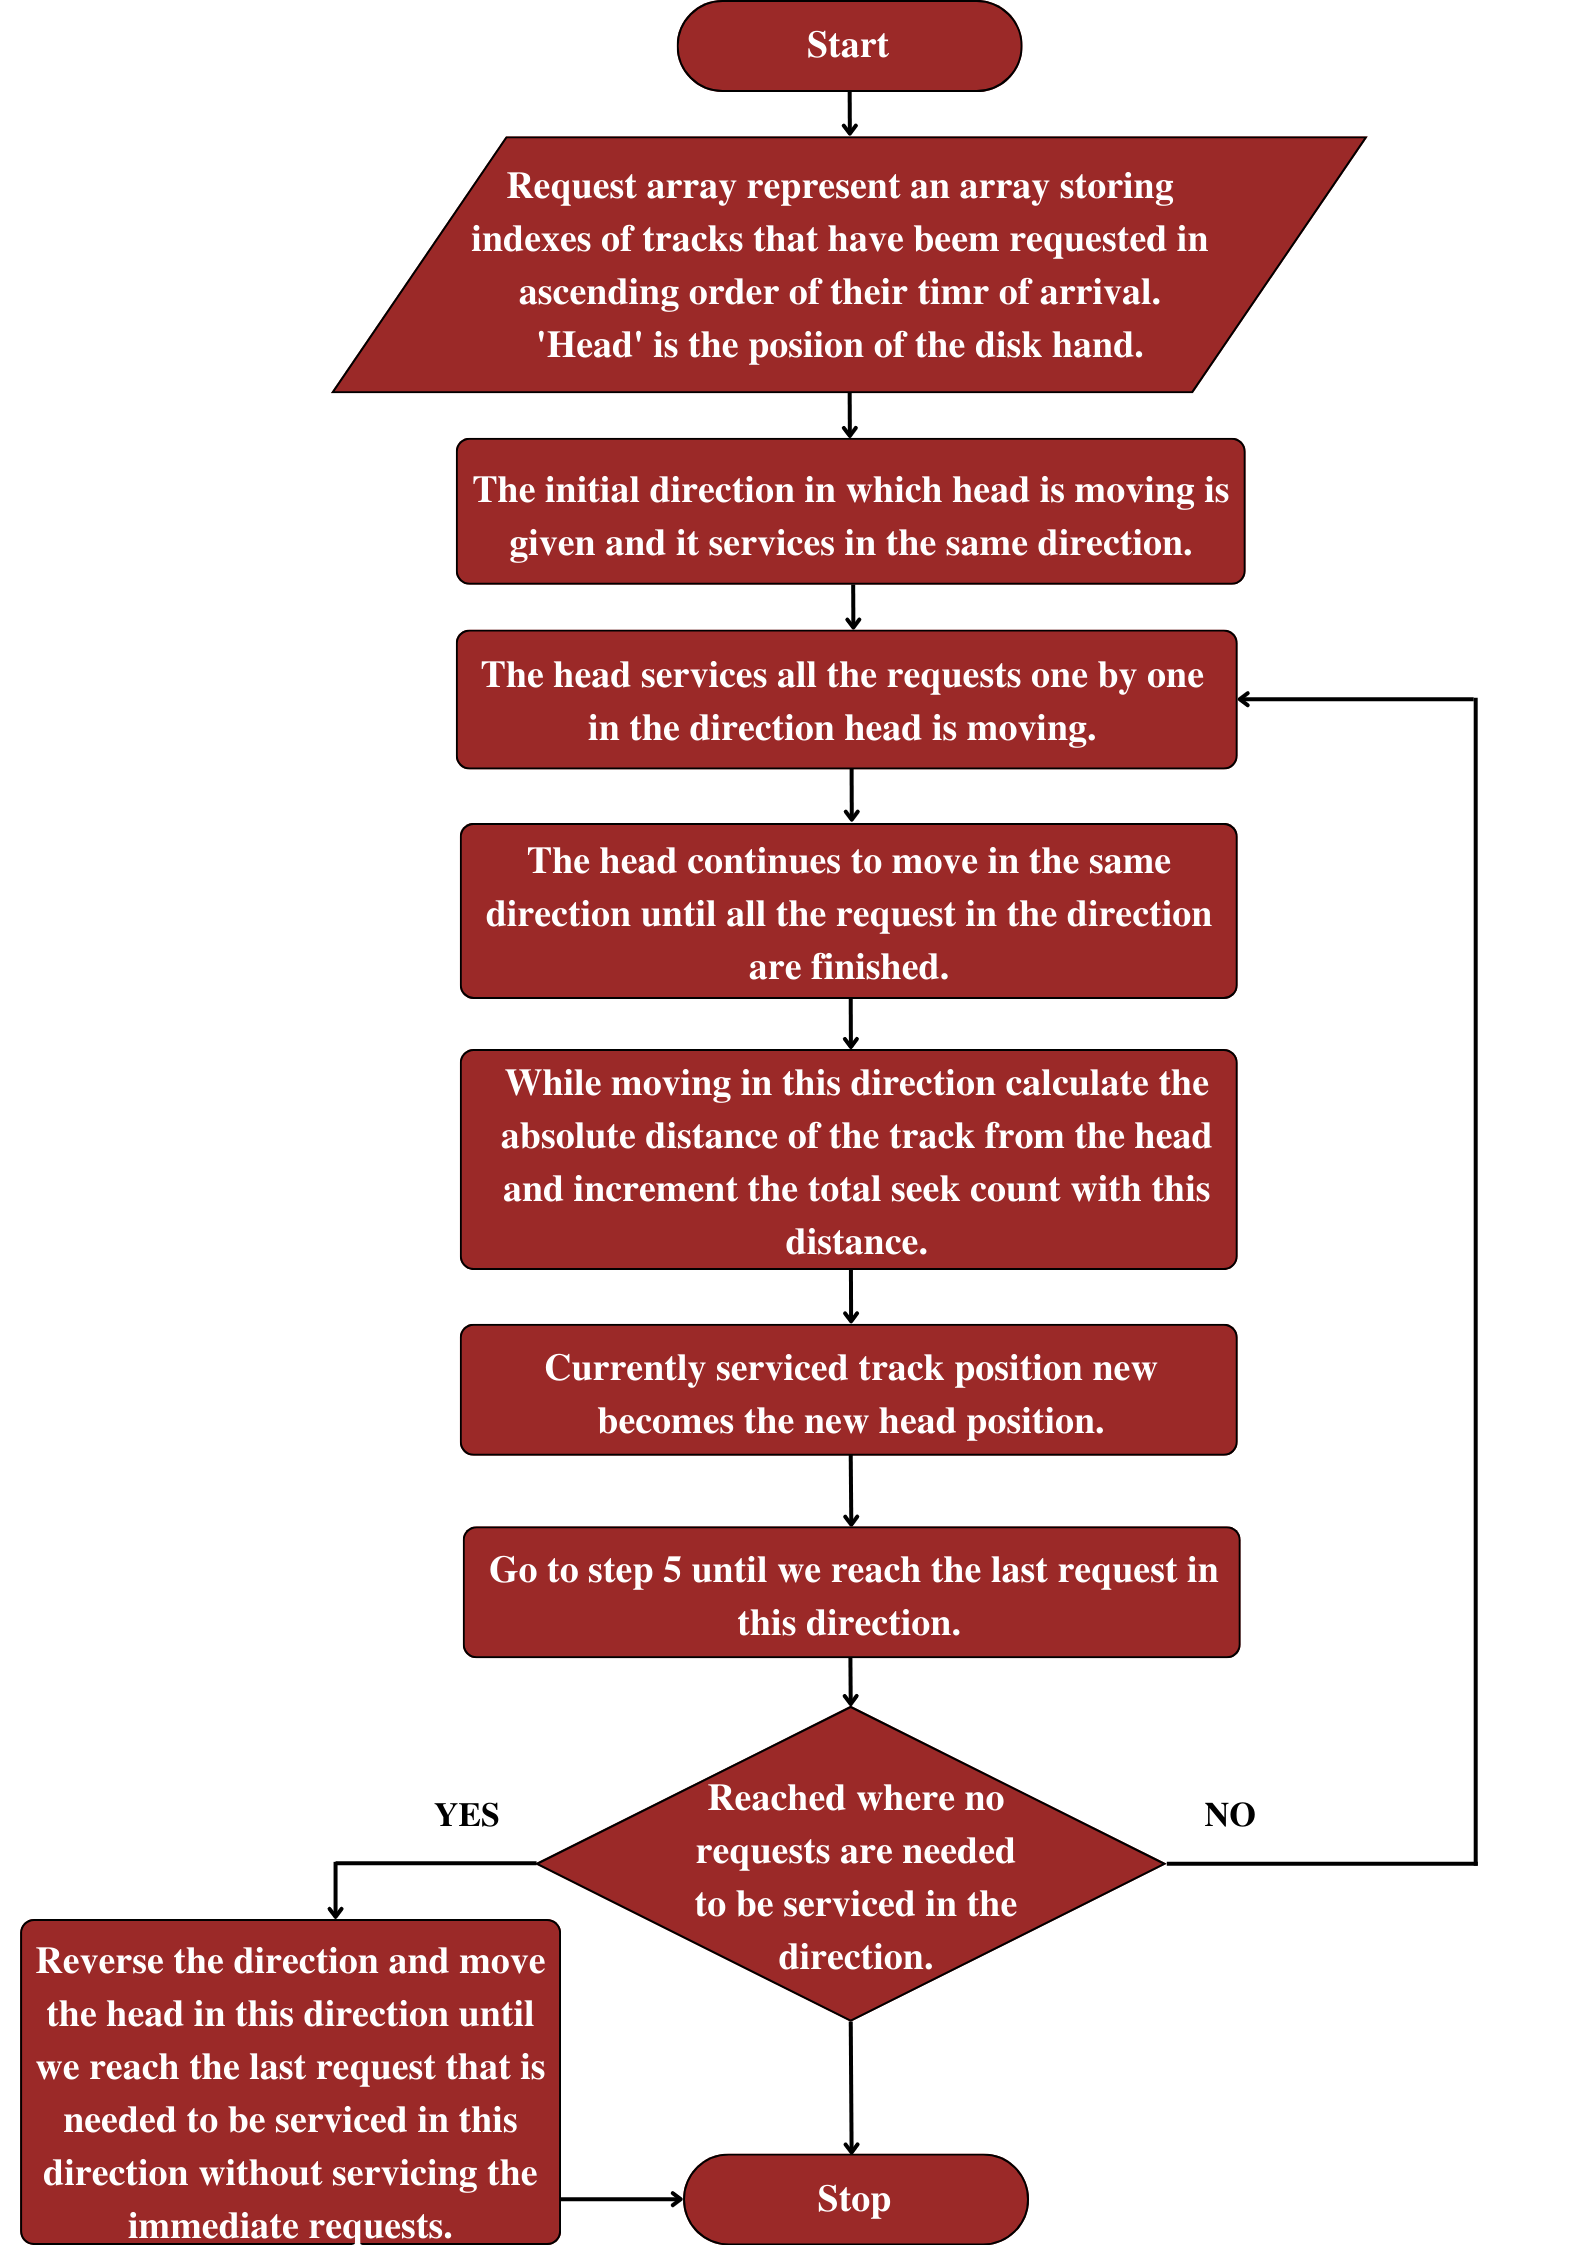 Start
Request array represent an array storing
indexes of tracks that have beem requested in
ascending order of their timr of arrival.
'Head' is the posiion of the disk hand.
The initial direction in which head is moving is
given and it services in the same direction.
The head services all the requests one by one
in the direction head is moving.
The head continues to move in the same
direction until all the request in the direction
are finished.
While moving in this direction calculate the
absolute distance of the track from the head
and increment the total seek count with this
distance.
Currently serviced track position new
becomes the new head position.
Go to step 5 until we reach the last request in
this direction.
Reached where no
requests are needed
to be serviced in the
direction.
YES
NO
Reverse the direction and move
the head in this direction until
we reach the last request that is
needed to be serviced in this
direction without servicing the
immediate requests.
Stop